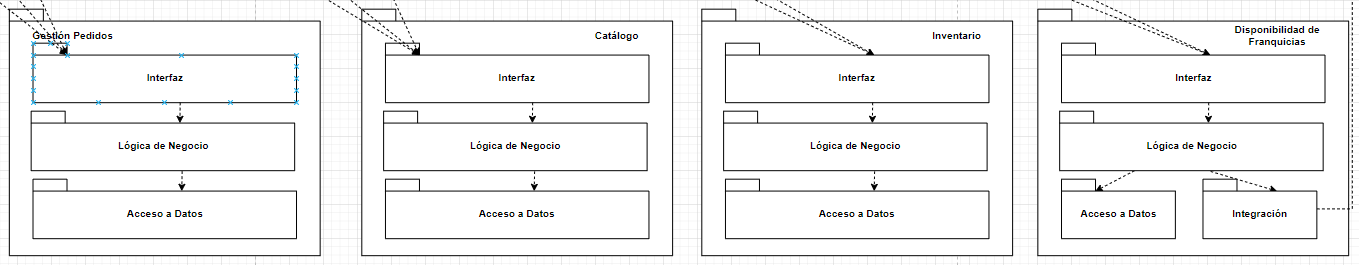 Gestión Pedidos
Interfaz
Lógica de Negocio
Acceso a Datos
Catálogo
Interfaz
Lógica de Negocio
Acceso a Datos
Inventario
Interfaz
Lógica de Negocio
Acceso a Datos
Disponibilidad de
Franquicias
Interfaz
Lógica de Negocio
Acceso a Datos
Integración